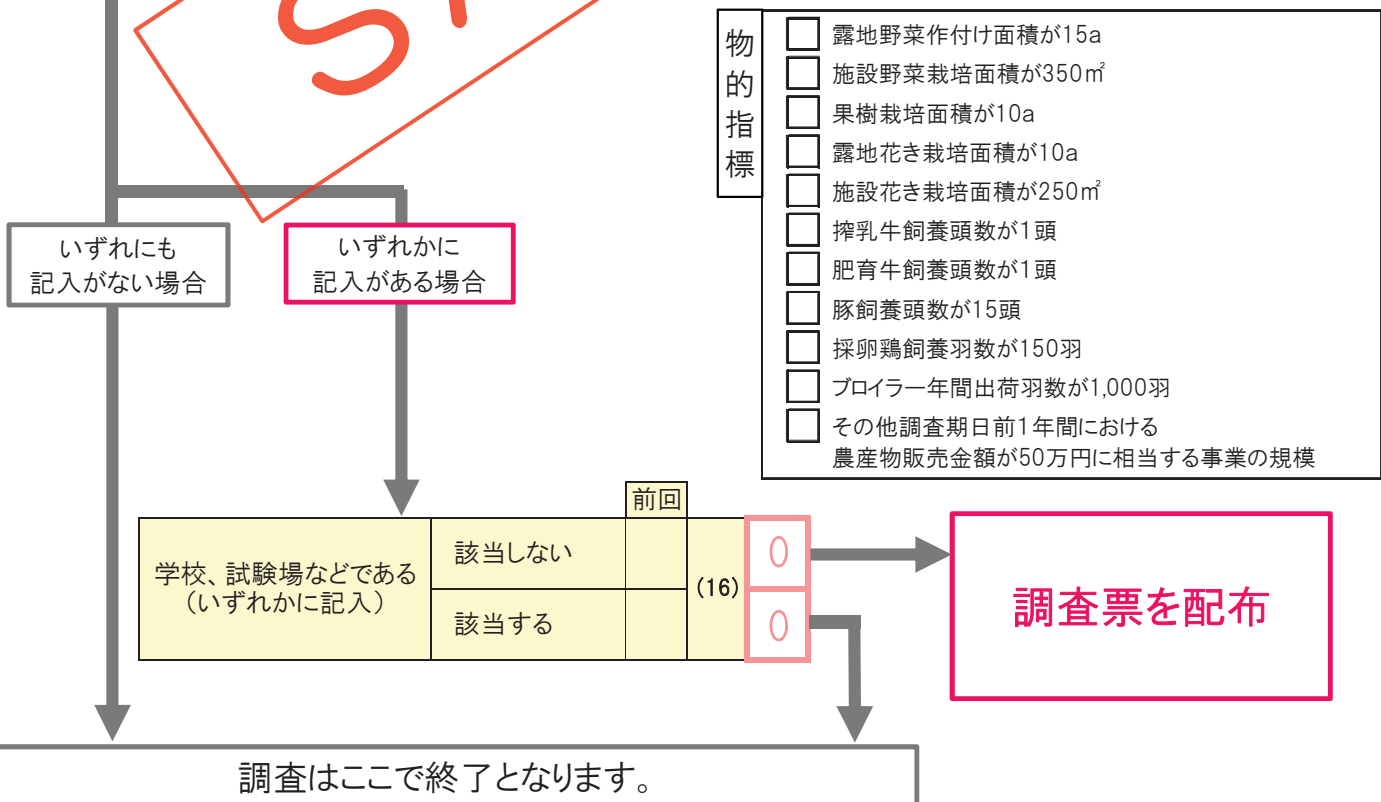 物的指標
露地野菜作付け面積が15a
施設野菜栽培面積が350㎡
果樹栽培面積が10a
露地花き栽培面積が10a
施設花き栽培面積が250㎡
搾乳牛飼養頭数が1頭
肥育牛飼養頭数が1頭
豚飼養頭数が15頭
採卵鶏飼養羽数が150羽
ブロイラー年間出荷羽数が1,000羽
その他調査期日前1年間における
農産物販売金額が50万円に相当する事業の規模
いずれにも
記入がない場合
いずれかに
記入がある場合
前回
学校、試験場などである
（いずれかに記入）
該当しない
該当する
(16)
0
0
調査票を配布
調査はここで終了となります。